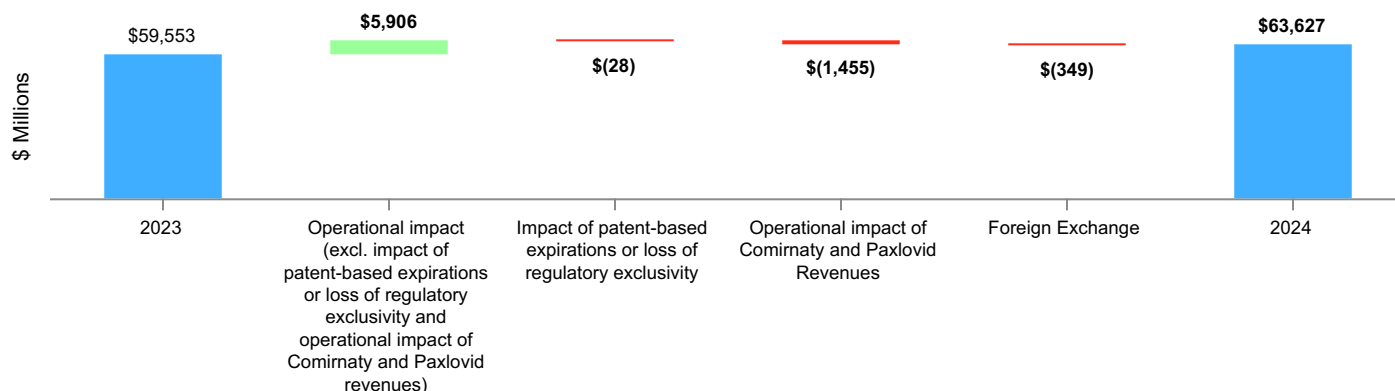 $ Millions
$59,553
$5,906
$(28)
$(1,455)
$(349)
$63,627
2023
Operational impact
(excl. impact of
patent-based expirations
or loss of regulatory
exclusivity and
operational impact of
Comirnaty and Paxlovid
revenues)
Impact of patent-based
expirations or loss of
regulatory exclusivity
Operational impact of
Comirnaty and Paxlovid
Revenues
Foreign Exchange
2024